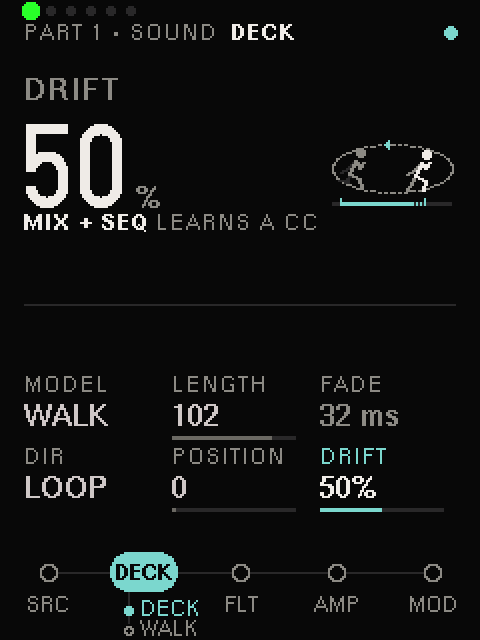 PART 1 · SOUND DECK
DRIFT
50 %
MIX + SEQ LEARNS A CC
MODEL LENGTH FADE
WALK 102 32 ms
DIR POSITION DRIFT
LOOP 0 50%
DECK
SRC DECK FLT AMP MOD
WALK